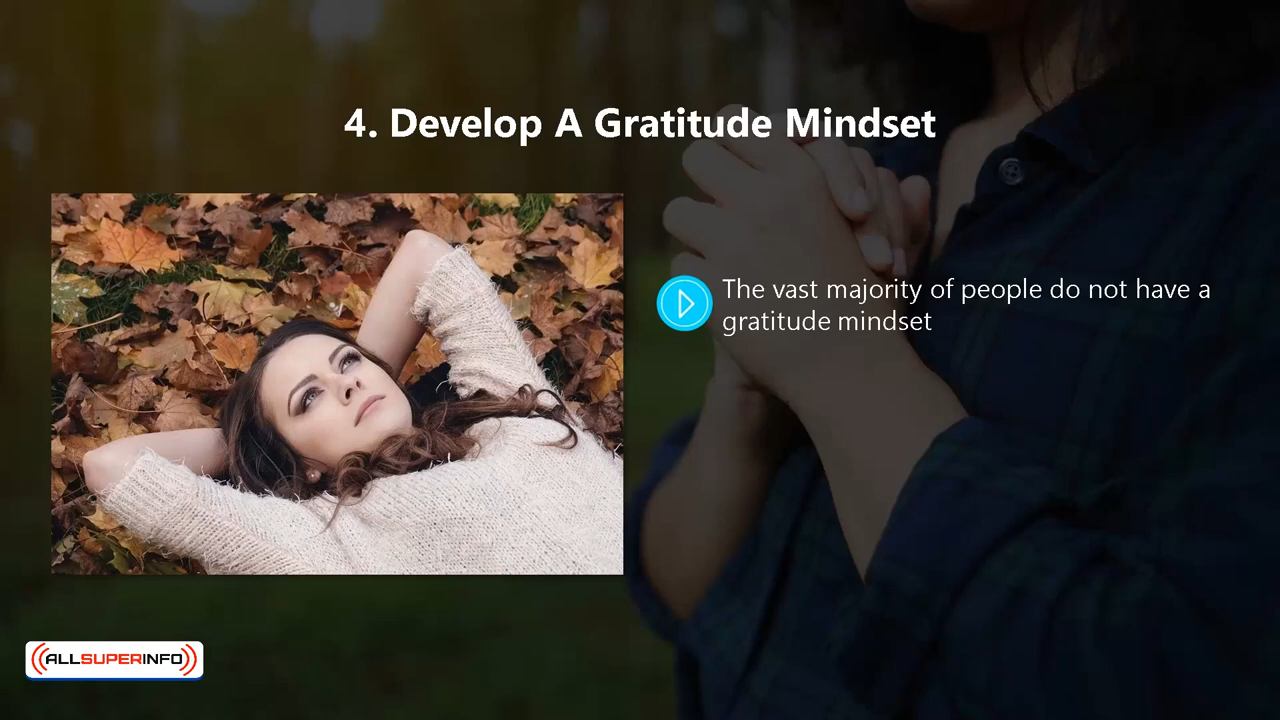 4. Develop A Gratitude Mindset
The vast majority of people do not have a
gratitude mindset
ALLSUPERINFO